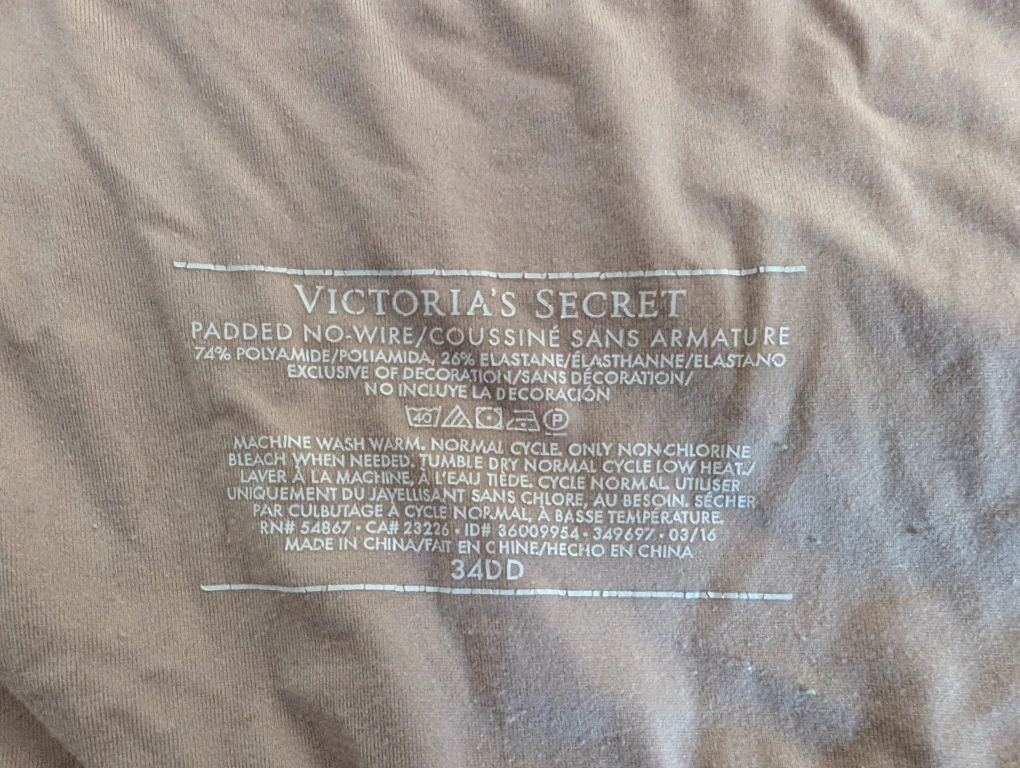 VICTORIA'S SECRET
PADDED NO-WIRE/COUSSINÉ SANS ARMATURE
74% POLYAMIDE/POLIAMIDA, 26% ELASTANE/ÉLASTHANNE/ELASTANO
EXCLUSIVE OF DECORATION/SANS DÉCORATION/
NO INCLUYE LA DECORACIÓN
40 P
MACHINE WASH WARM. NORMAL CYCLE. ONLY NON-CHLORINE
BLEACH WHEN NEEDED. TUMBLE DRY NORMAL CYCLE LOW HEAT./
LAVER À LA MACHINE, À L'EAU TIÈDE. CYCLE NORMAL. UTILISER
UNIQUEMENT DU JAVELLISANT SANS CHLORE, AU BESOIN. SÉCHER
PAR CULBUTAGE À CYCLE NORMAL, À BASSE TEMPÉRATURE.
RN# 54867 • CA# 23226 • ID# 36009954 • 349697 • 03/16
MADE IN CHINA/FAIT EN CHINE/HECHO EN CHINA
34DD